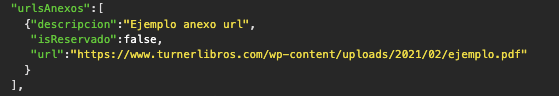 "urlsAnexos":[
{"descripcion":"Ejemplo anexo url",
"isReservado":false,
"url":"https://www.turnerlibros.com/wp-content/uploads/2021/02/ejemplo.pdf"
}
],